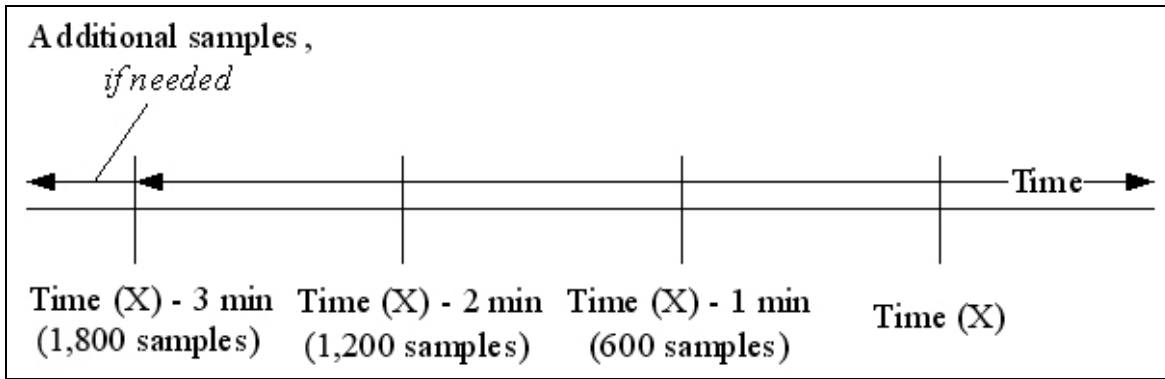 Additional samples,
if needed
Time
Time (X) - 3 min
(1,800 samples)
Time (X) - 2 min
(1,200 samples)
Time (X) - 1 min
(600 samples)
Time (X)